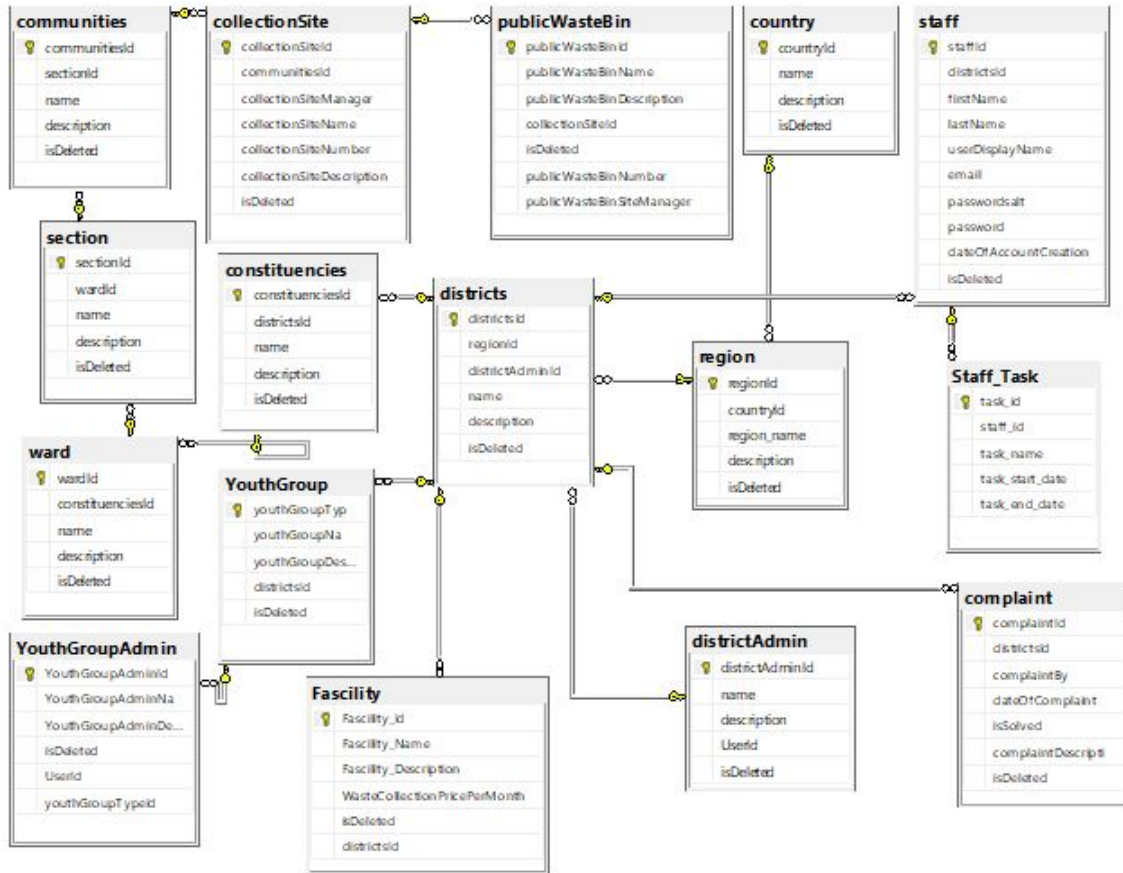 communities
communitiesId
sectionId
name
description
isDeleted
collectionSite
collectionSiteId
communitiesId
collectionSiteManager
collectionSiteName
collectionSiteNumber
collectionSiteDescription
isDeleted
publicWasteBin
publicWasteBinId
publicWasteBinName
publicWasteBinDescription
collectionSiteId
isDeleted
publicWasteBinNumber
publicWasteBinSiteManager
country
countryId
name
description
isDeleted
staff
staffId
districtsId
firstName
lastName
userDisplayName
email
passwordsalt
password
dateOfAccountCreation
isDeleted
section
sectionId
wardId
name
description
isDeleted
constituencies
constituenciesId
districtsId
name
description
isDeleted
districts
districtsId
regionId
districtAdminId
name
description
isDeleted
region
regionId
countryId
region_name
description
isDeleted
Staff_Task
task_id
staff_id
task_name
task_start_date
task_end_date
ward
wardId
constituenciesId
name
description
isDeleted
YouthGroup
youthGroupTyp
youthGroupNa
youthGroupDes...
districtsId
isDeleted
YouthGroupAdmin
YouthGroupAdminId
YouthGroupAdminNa
YouthGroupAdminDe...
isDeleted
UserId
youthGroupTypeId
Fascility
Fascility_Id
Fascility_Name
Fascility_Description
WasteCollectionPricePerMonth
isDeleted
districtsId
districtAdmin
districtAdminId
name
description
UserId
isDeleted
complaint
complaintId
districtsId
complaintBy
dateOfComplaint
isSolved
complaintDescripti
isDeleted